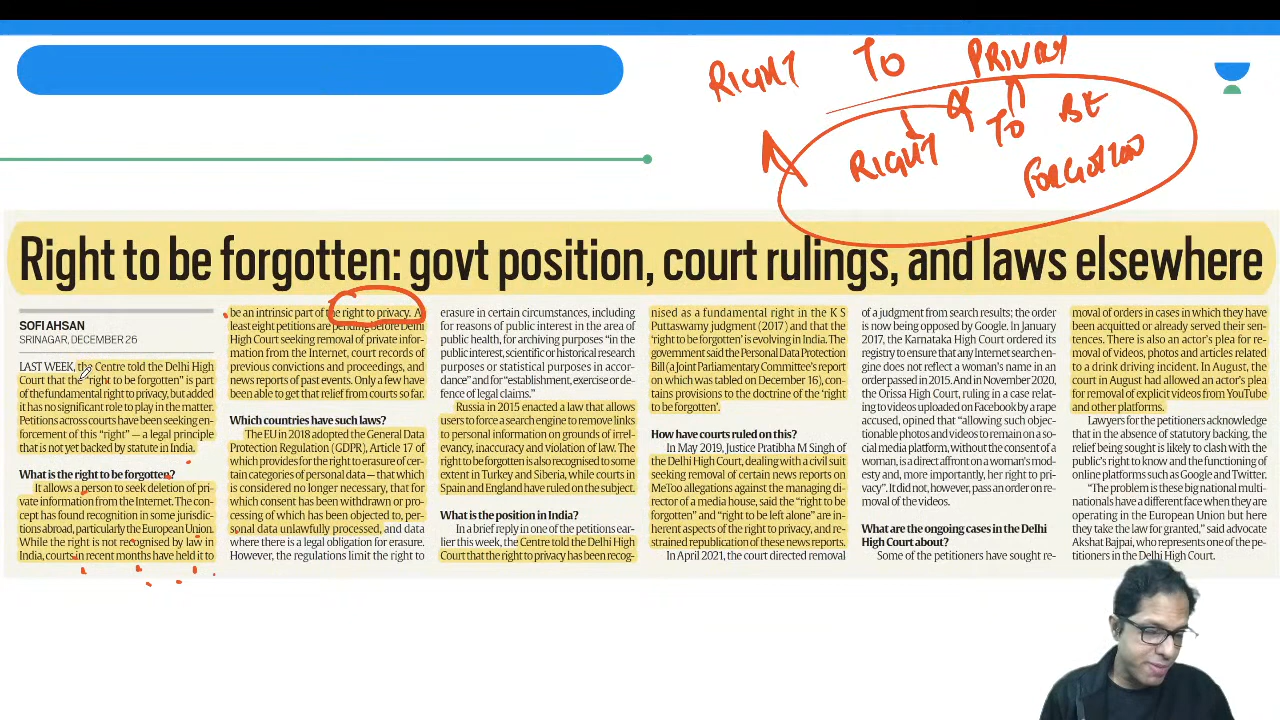 RIGHT TO PRIVACY
RIGHT TO BE
FORGOTTEN
Right to be forgotten: govt position, court rulings, and laws elsewhere
SOFI AHSAN
SRINAGAR, DECEMBER 26
LAST WEEK, the Centre told the Delhi High
Court that the "right to be forgotten" is part
of the fundamental right to privacy, but added
it has no significant role to play in the matter.
Petitions across courts have been seeking en-
forcement of this "right" — a legal principle
that is not yet backed by statute in India.
What is the right to be forgotten?
It allows a person to seek deletion of pri-
vate information from the Internet. The con-
cept has found recognition in some jurisdic-
tions abroad, particularly the European Union.
While the right is not recognised by law in
India, courts in recent months have held it to
be an intrinsic part of the right to privacy. At
least eight petitions are pending before Delhi
High Court seeking removal of private infor-
mation from the Internet, court records of
previous convictions and proceedings, and
news reports of past events. Only a few have
been able to get that relief from courts so far.
Which countries have such laws?
The EU in 2018 adopted the General Data
Protection Regulation (GDPR), Article 17 of
which provides for the right to erasure of cer-
tain categories of personal data — that which
is considered no longer necessary, that for
which consent has been withdrawn or pro-
cessing of which has been objected to, per-
sonal data unlawfully processed, and data
where there is a legal obligation for erasure.
However, the regulations limit the right to
erasure in certain circumstances, including
for reasons of public interest in the area of
public health, for archiving purposes "in the
public interest, scientific or historical research
purposes or statistical purposes in accor-
dance" and for "establishment, exercise or de-
fence of legal claims."
Russia in 2015 enacted a law that allows
users to force a search engine to remove links
to personal information on grounds of irrel-
evancy, inaccuracy and violation of law. The
right to be forgotten is also recognised to some
extent in Turkey and Siberia, while courts in
Spain and England have ruled on the subject.
What is the position in India?
In a brief reply in one of the petitions ear-
lier this week, the Centre told the Delhi High
Court that the right to privacy has been recog-
nised as a fundamental right in the K S
Puttaswamy judgment (2017) and that the
'right to be forgotten' is evolving in India. The
government said the Personal Data Protection
Bill (a Joint Parliamentary Committee's report
on which was tabled on December 16), con-
tains provisions to the doctrine of the 'right
to be forgotten'.
How have courts ruled on this?
In May 2019, Justice Pratibha M Singh of
the Delhi High Court, dealing with a civil suit
seeking removal of certain news reports on
MeToo allegations against the managing di-
rector of a media house, said the "right to be
forgotten" and "right to be left alone" are in-
herent aspects of the right to privacy, and re-
strained republication of these news reports.
In April 2021, the court directed removal
of a judgment from search results; the order
is now being opposed by Google. In January
2017, the Karnataka High Court ordered its
registry to ensure that any Internet search en-
gine does not reflect a woman's name in an
order passed in 2015. And in November 2020,
the Orissa High Court, ruling in a case relat-
ing to videos uploaded on Facebook by a rape
accused, opined that "allowing such objec-
tionable photos and videos to remain on a so-
cial media platform, without the consent of a
woman, is a direct affront on a woman's mod-
esty and, more importantly, her right to pri-
vacy". It did not, however, pass an order on re-
moval of the videos.
What are the ongoing cases in the Delhi
High Court about?
Some of the petitioners have sought re-
moval of orders in cases in which they have
been acquitted or already served their sen-
tences. There is also an actor's plea for re-
moval of videos, photos and articles related
to a drink driving incident. In August, the
court in August had allowed an actor's plea
for removal of explicit videos from YouTube
and other platforms.
Lawyers for the petitioners acknowledge
that in the absence of statutory backing, the
relief being sought is likely to clash with the
public's right to know and the functioning of
online platforms such as Google and Twitter.
"The problem is these big national multi-
nationals have a different face when they are
operating in the European Union but here
they take the law for granted," said advocate
Akshat Bajpai, who represents one of the pe-
titioners in the Delhi High Court.